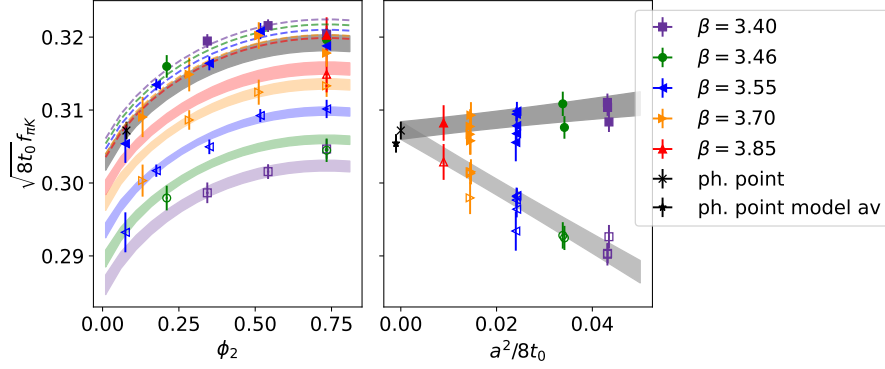 √8t₀ f_πK
0.32
0.31
0.30
0.29
0.00
0.25
0.50
0.75
ϕ₂
0.00
0.02
0.04
a²/8t₀
β = 3.40
β = 3.46
β = 3.55
β = 3.70
β = 3.85
ph. point
ph. point model av